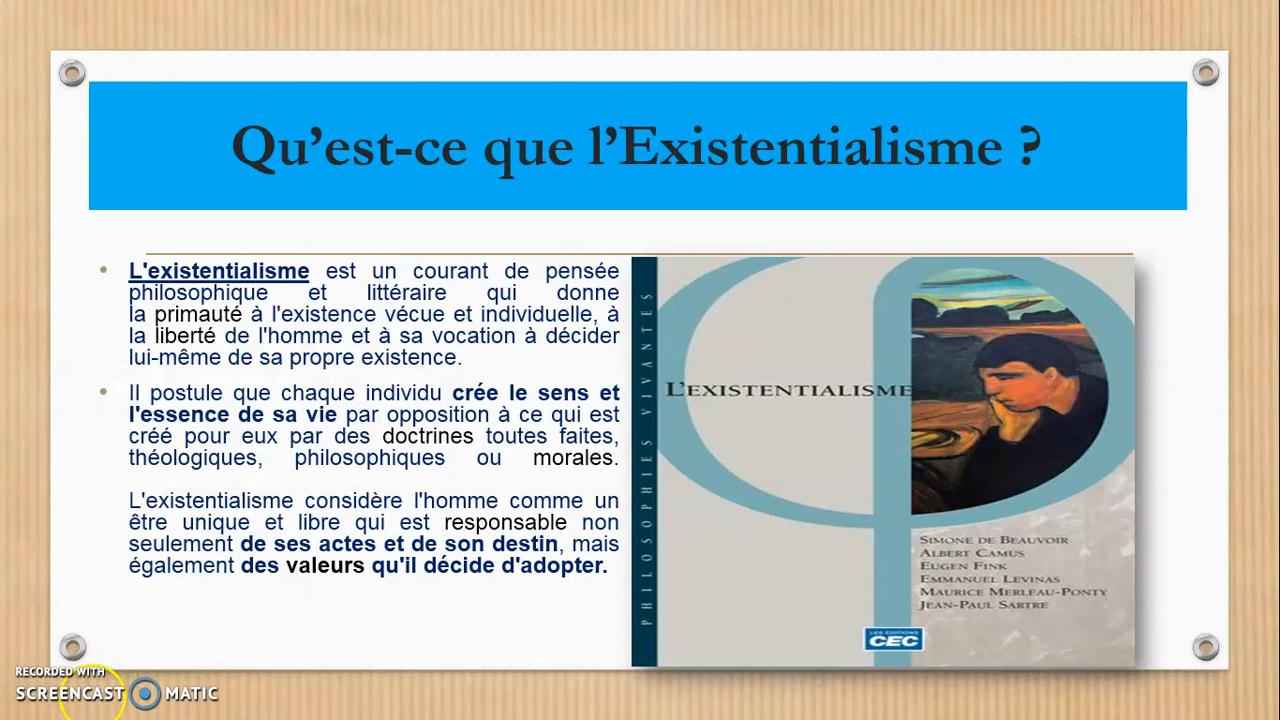 Qu’est-ce que l’Existentialisme ?
• L'existentialisme est un courant de pensée
philosophique et littéraire qui donne
la primauté à l'existence vécue et individuelle, à
la liberté de l'homme et à sa vocation à décider
lui-même de sa propre existence.
• Il postule que chaque individu crée le sens et
l'essence de sa vie par opposition à ce qui est
créé pour eux par des doctrines toutes faites,
théologiques, philosophiques ou morales.
L'existentialisme considère l'homme comme un
être unique et libre qui est responsable non
seulement de ses actes et de son destin, mais
également des valeurs qu'il décide d'adopter.
PHILOSOPHIES VIVANTES
L'EXISTENTIALISME
SIMONE DE BEAUVOIR
ALBERT CAMUS
EUGEN FINK
EMMANUEL LEVINAS
MAURICE MERLEAU-PONTY
JEAN-PAUL SARTRE
LES ÉDITIONS
CEC
RECORDED WITH
SCREENCAST MATIC